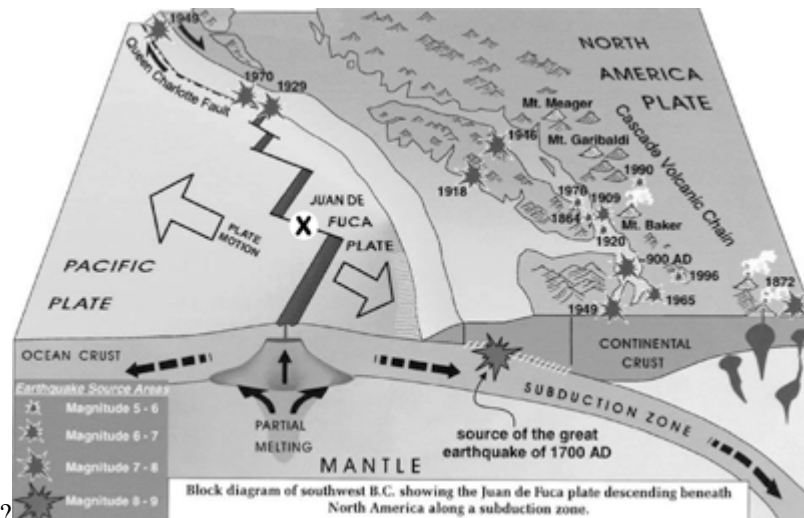 1949
Queen Charlotte Fault
1970
1929
NORTH
AMERICA
PLATE
Mt. Meager
Mt. Garibaldi
Cascade Volcanic Chain
1946
1918
1990
1976
1909
1864
Mt. Baker
1920
~900 AD
1996
1872
1949
1965
JUAN DE
FUCA
PLATE
X
PLATE
MOTION
PACIFIC
PLATE
OCEAN CRUST
CONTINENTAL
CRUST
SUBDUCTION ZONE
Earthquake Source Areas
Magnitude 5 - 6
Magnitude 6 - 7
Magnitude 7 - 8
Magnitude 8 - 9
PARTIAL
MELTING
source of the great
earthquake of 1700 AD
MANTLE
Block diagram of southwest B.C. showing the Juan de Fuca plate descending beneath
North America along a subduction zone.
2